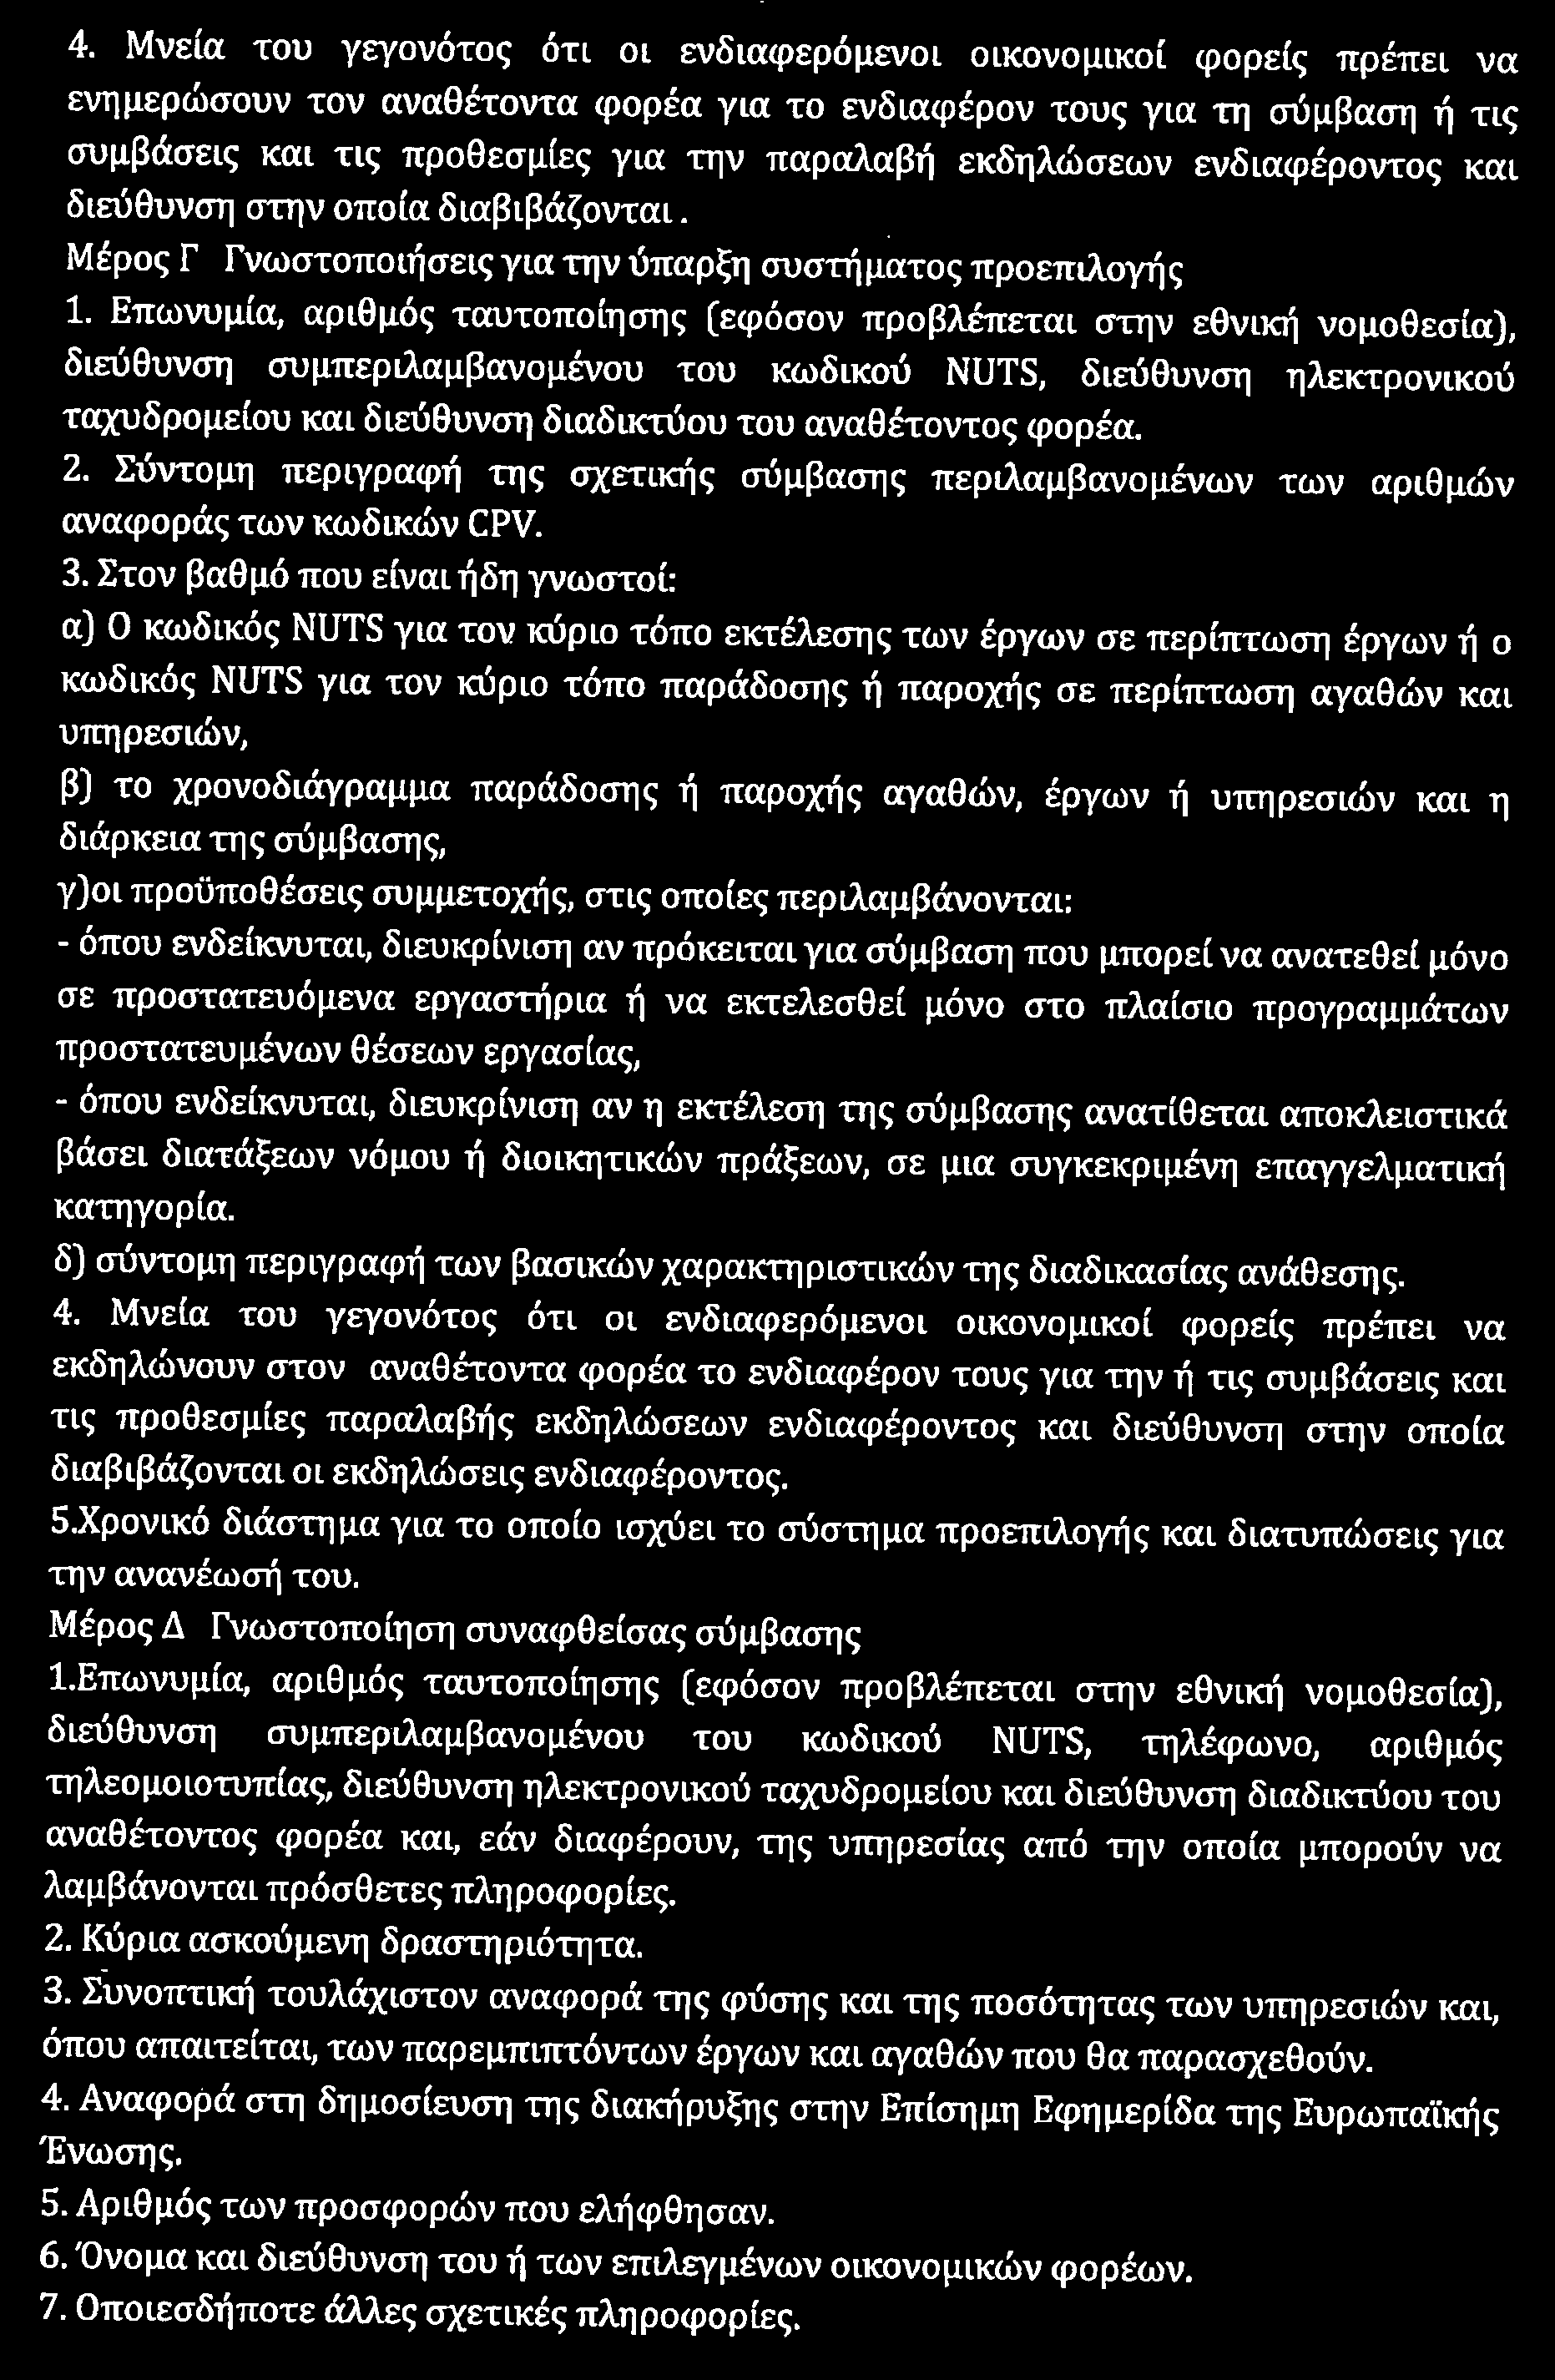 4. Μνεία του γεγονότος ότι οι ενδιαφερόμενοι οικονομικοί φορείς πρέπει να
ενημερώσουν τον αναθέτοντα φορέα για το ενδιαφέρον τους για τη σύμβαση ή τις
συμβάσεις και τις προθεσμίες για την παραλαβή εκδηλώσεων ενδιαφέροντος και
διεύθυνση στην οποία διαβιβάζονται.
Μέρος Γ Γνωστοποιήσεις για την ύπαρξη συστήματος προεπιλογής
1. Επωνυμία, αριθμός ταυτοποίησης (εφόσον προβλέπεται στην εθνική νομοθεσία),
διεύθυνση συμπεριλαμβανομένου του κωδικού NUTS, διεύθυνση ηλεκτρονικού
ταχυδρομείου και διεύθυνση διαδικτύου του αναθέτοντος φορέα.
2. Σύντομη περιγραφή της σχετικής σύμβασης περιλαμβανομένων των αριθμών
αναφοράς των κωδικών CPV.
3. Στον βαθμό που είναι ήδη γνωστοί:
α) Ο κωδικός NUTS για τον κύριο τόπο εκτέλεσης των έργων σε περίπτωση έργων ή ο
κωδικός NUTS για τον κύριο τόπο παράδοσης ή παροχής σε περίπτωση αγαθών και
υπηρεσιών,
β) το χρονοδιάγραμμα παράδοσης ή παροχής αγαθών, έργων ή υπηρεσιών και η
διάρκεια της σύμβασης,
γ)οι προϋποθέσεις συμμετοχής, στις οποίες περιλαμβάνονται:
- όπου ενδείκνυται, διευκρίνιση αν πρόκειται για σύμβαση που μπορεί να ανατεθεί μόνο
σε προστατευόμενα εργαστήρια ή να εκτελεσθεί μόνο στο πλαίσιο προγραμμάτων
προστατευμένων θέσεων εργασίας,
- όπου ενδείκνυται, διευκρίνιση αν η εκτέλεση της σύμβασης ανατίθεται αποκλειστικά
βάσει διατάξεων νόμου ή διοικητικών πράξεων, σε μια συγκεκριμένη επαγγελματική
κατηγορία.
δ) σύντομη περιγραφή των βασικών χαρακτηριστικών της διαδικασίας ανάθεσης.
4. Μνεία του γεγονότος ότι οι ενδιαφερόμενοι οικονομικοί φορείς πρέπει να
εκδηλώνουν στον αναθέτοντα φορέα το ενδιαφέρον τους για την ή τις συμβάσεις και
τις προθεσμίες παραλαβής εκδηλώσεων ενδιαφέροντος και διεύθυνση στην οποία
διαβιβάζονται οι εκδηλώσεις ενδιαφέροντος.
5.Χρονικό διάστημα για το οποίο ισχύει το σύστημα προεπιλογής και διατυπώσεις για
την ανανέωσή του.
Μέρος Δ Γνωστοποίηση συναφθείσας σύμβασης
1.Επωνυμία, αριθμός ταυτοποίησης (εφόσον προβλέπεται στην εθνική νομοθεσία),
διεύθυνση συμπεριλαμβανομένου του κωδικού NUTS, τηλέφωνο, αριθμός
τηλεομοιοτυπίας, διεύθυνση ηλεκτρονικού ταχυδρομείου και διεύθυνση διαδικτύου του
αναθέτοντος φορέα και, εάν διαφέρουν, της υπηρεσίας από την οποία μπορούν να
λαμβάνονται πρόσθετες πληροφορίες.
2. Κύρια ασκούμενη δραστηριότητα.
3. Συνοπτική τουλάχιστον αναφορά της φύσης και της ποσότητας των υπηρεσιών και,
όπου απαιτείται, των παρεμπιπτόντων έργων και αγαθών που θα παρασχεθούν.
4. Αναφορά στη δημοσίευση της διακήρυξης στην Επίσημη Εφημερίδα της Ευρωπαϊκής
Ένωσης.
5. Αριθμός των προσφορών που ελήφθησαν.
6. Όνομα και διεύθυνση του ή των επιλεγμένων οικονομικών φορέων.
7. Οποιεσδήποτε άλλες σχετικές πληροφορίες.